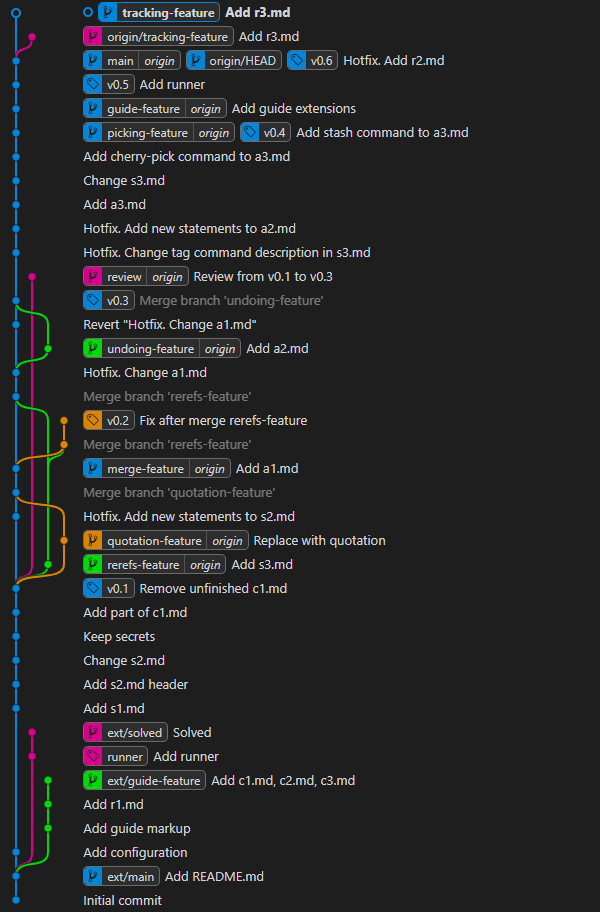 tracking-feature Add r3.md
origin/tracking-feature Add r3.md
main origin origin/HEAD v0.6 Hotfix. Add r2.md
v0.5 Add runner
guide-feature origin Add guide extensions
picking-feature origin v0.4 Add stash command to a3.md
Add cherry-pick command to a3.md
Change s3.md
Add a3.md
Hotfix. Add new statements to a2.md
Hotfix. Change tag command description in s3.md
review origin Review from v0.1 to v0.3
v0.3 Merge branch 'undoing-feature'
Revert "Hotfix. Change a1.md"
undoing-feature origin Add a2.md
Hotfix. Change a1.md
Merge branch 'rerefs-feature'
v0.2 Fix after merge rerefs-feature
Merge branch 'rerefs-feature'
merge-feature origin Add a1.md
Merge branch 'quotation-feature'
Hotfix. Add new statements to s2.md
quotation-feature origin Replace with quotation
rerefs-feature origin Add s3.md
v0.1 Remove unfinished c1.md
Add part of c1.md
Keep secrets
Change s2.md
Add s2.md header
Add s1.md
ext/solved Solved
runner Add runner
ext/guide-feature Add c1.md, c2.md, c3.md
Add r1.md
Add guide markup
Add configuration
ext/main Add README.md
Initial commit